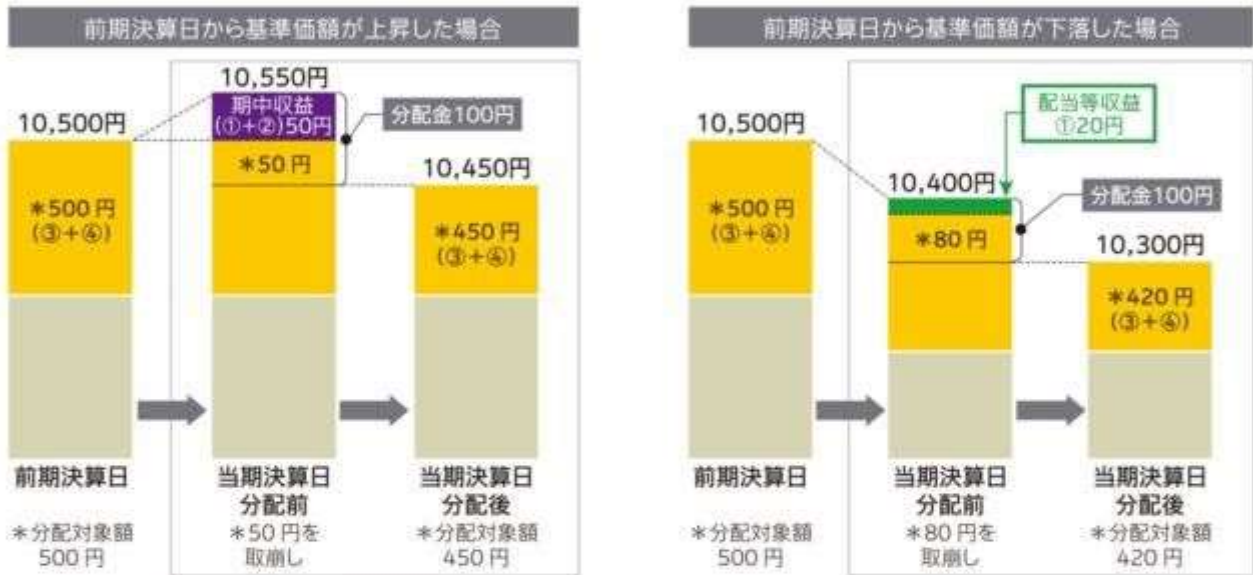 前期決算日から基準価額が上昇した場合
10,550円
期中収益
(①+②)50円
分配金100円
10,500円
*50円
10,450円
*500円
(③+④)
*450円
(③+④)
前期決算日
当期決算日
分配前
当期決算日
分配後
*分配対象額
500円
*50円を
取崩し
*分配対象額
450円
前期決算日から基準価額が下落した場合
配当等収益
①20円
10,500円
10,400円
分配金100円
*500円
(③+④)
*80円
10,300円
*420円
(③+④)
前期決算日
当期決算日
分配前
当期決算日
分配後
*分配対象額
500円
*80円を
取崩し
*分配対象額
420円